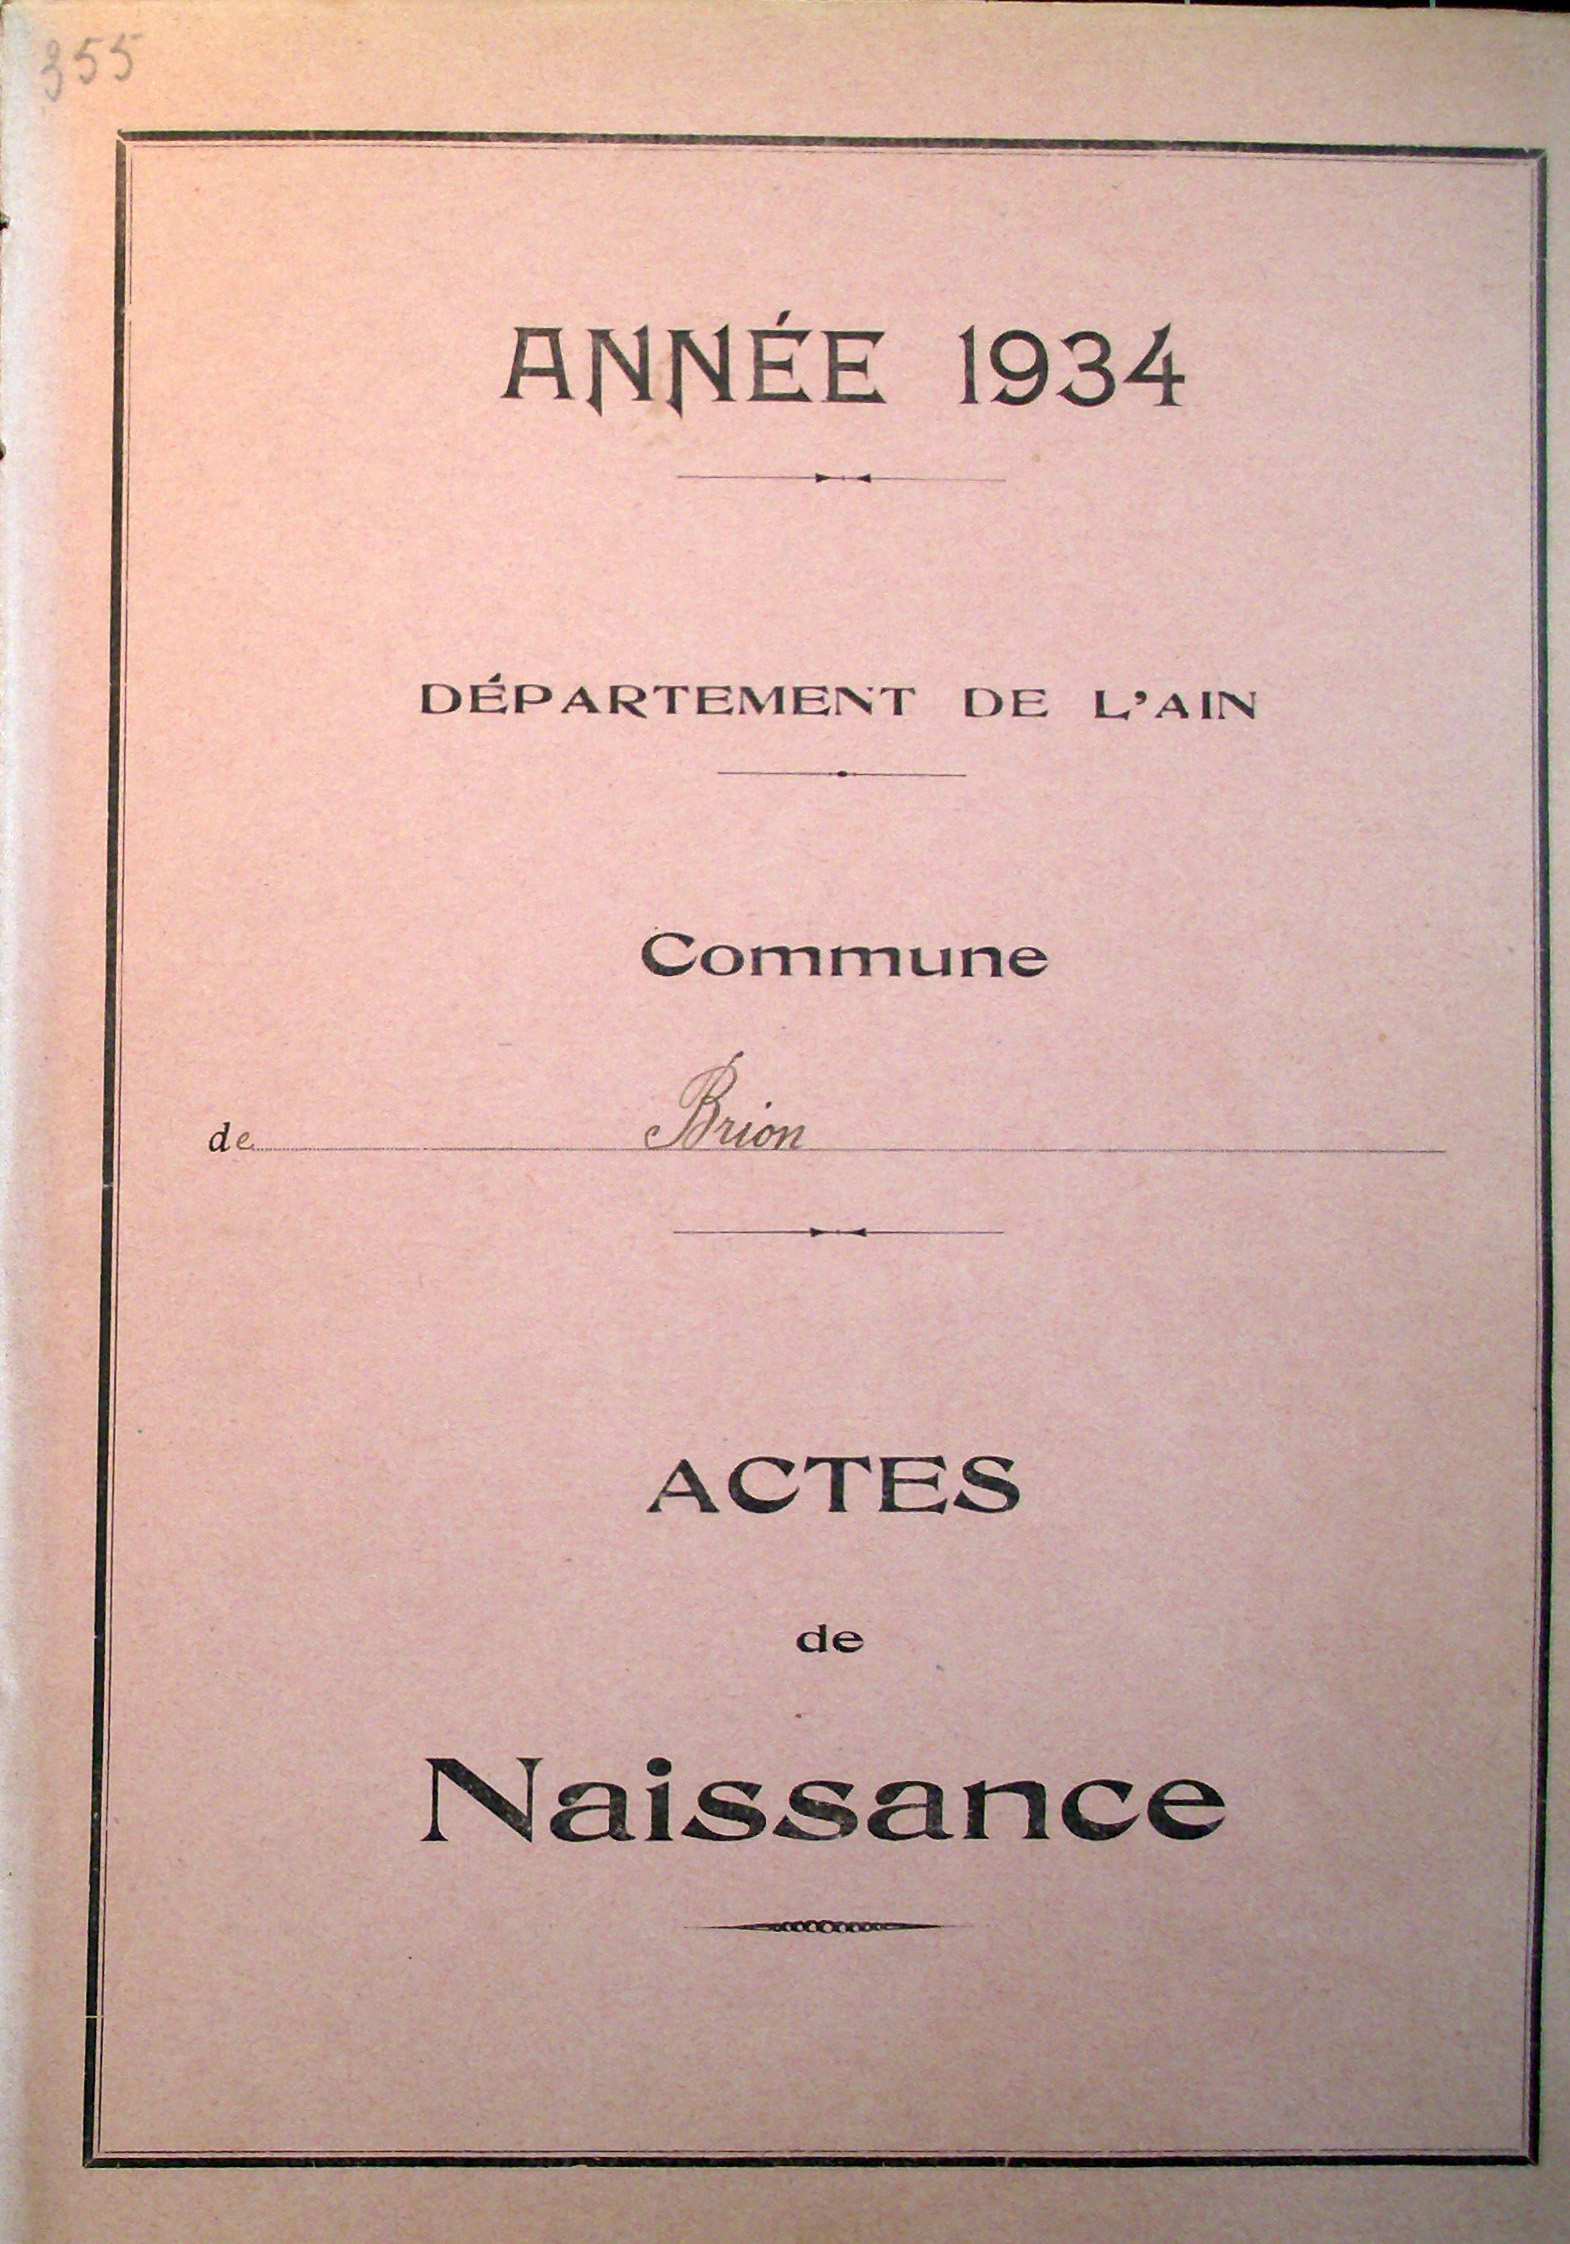 355
ANNÉE 1934
DÉPARTEMENT DE L'AIN
Commune
de Brion
ACTES
de
Naissance